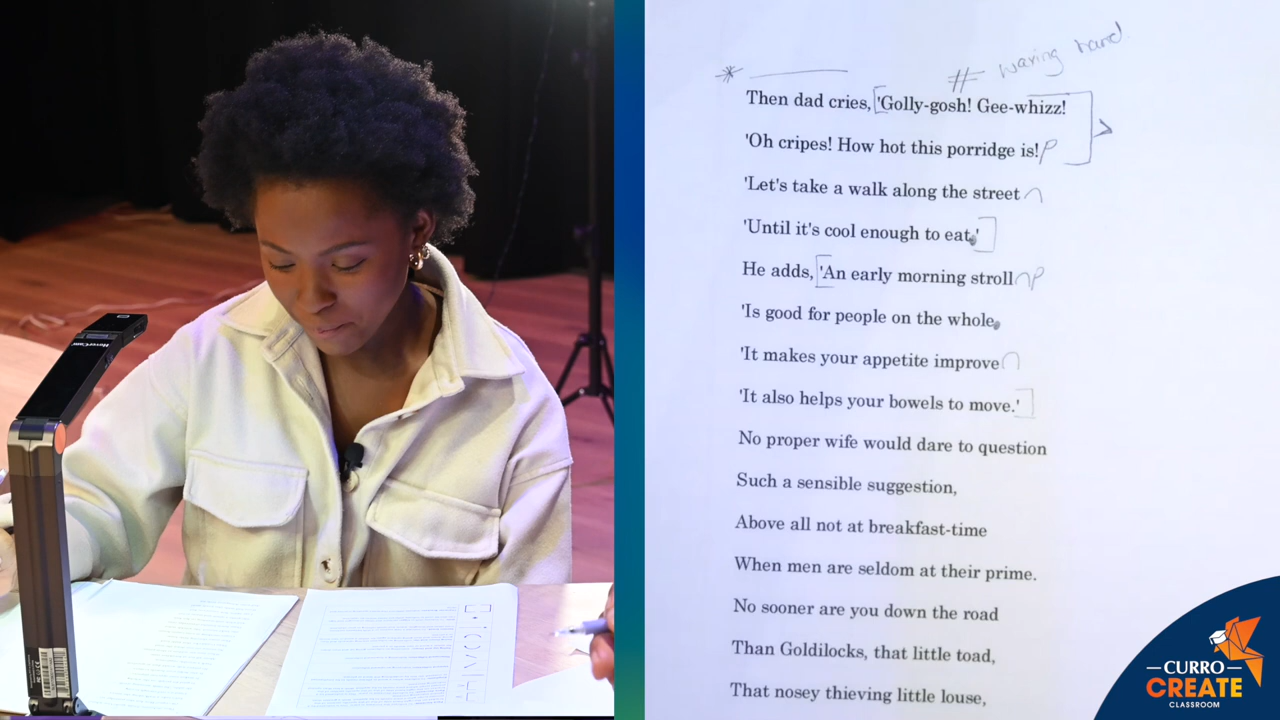 waving hand.
Then dad cries, 'Golly-gosh! Gee-whizz!
'Oh cripes! How hot this porridge is!
'Let's take a walk along the street
'Until it's cool enough to eat.'
He adds, 'An early morning stroll
'Is good for people on the whole.
'It makes your appetite improve
'It also helps your bowels to move.'
No proper wife would dare to question
Such a sensible suggestion,
Above all not at breakfast-time
When men are seldom at their prime.
No sooner are you down the road
Than Goldilocks, that little toad,
That nosey thieving little louse,
HoverCam
CURRO
CREATE
CLASSROOM